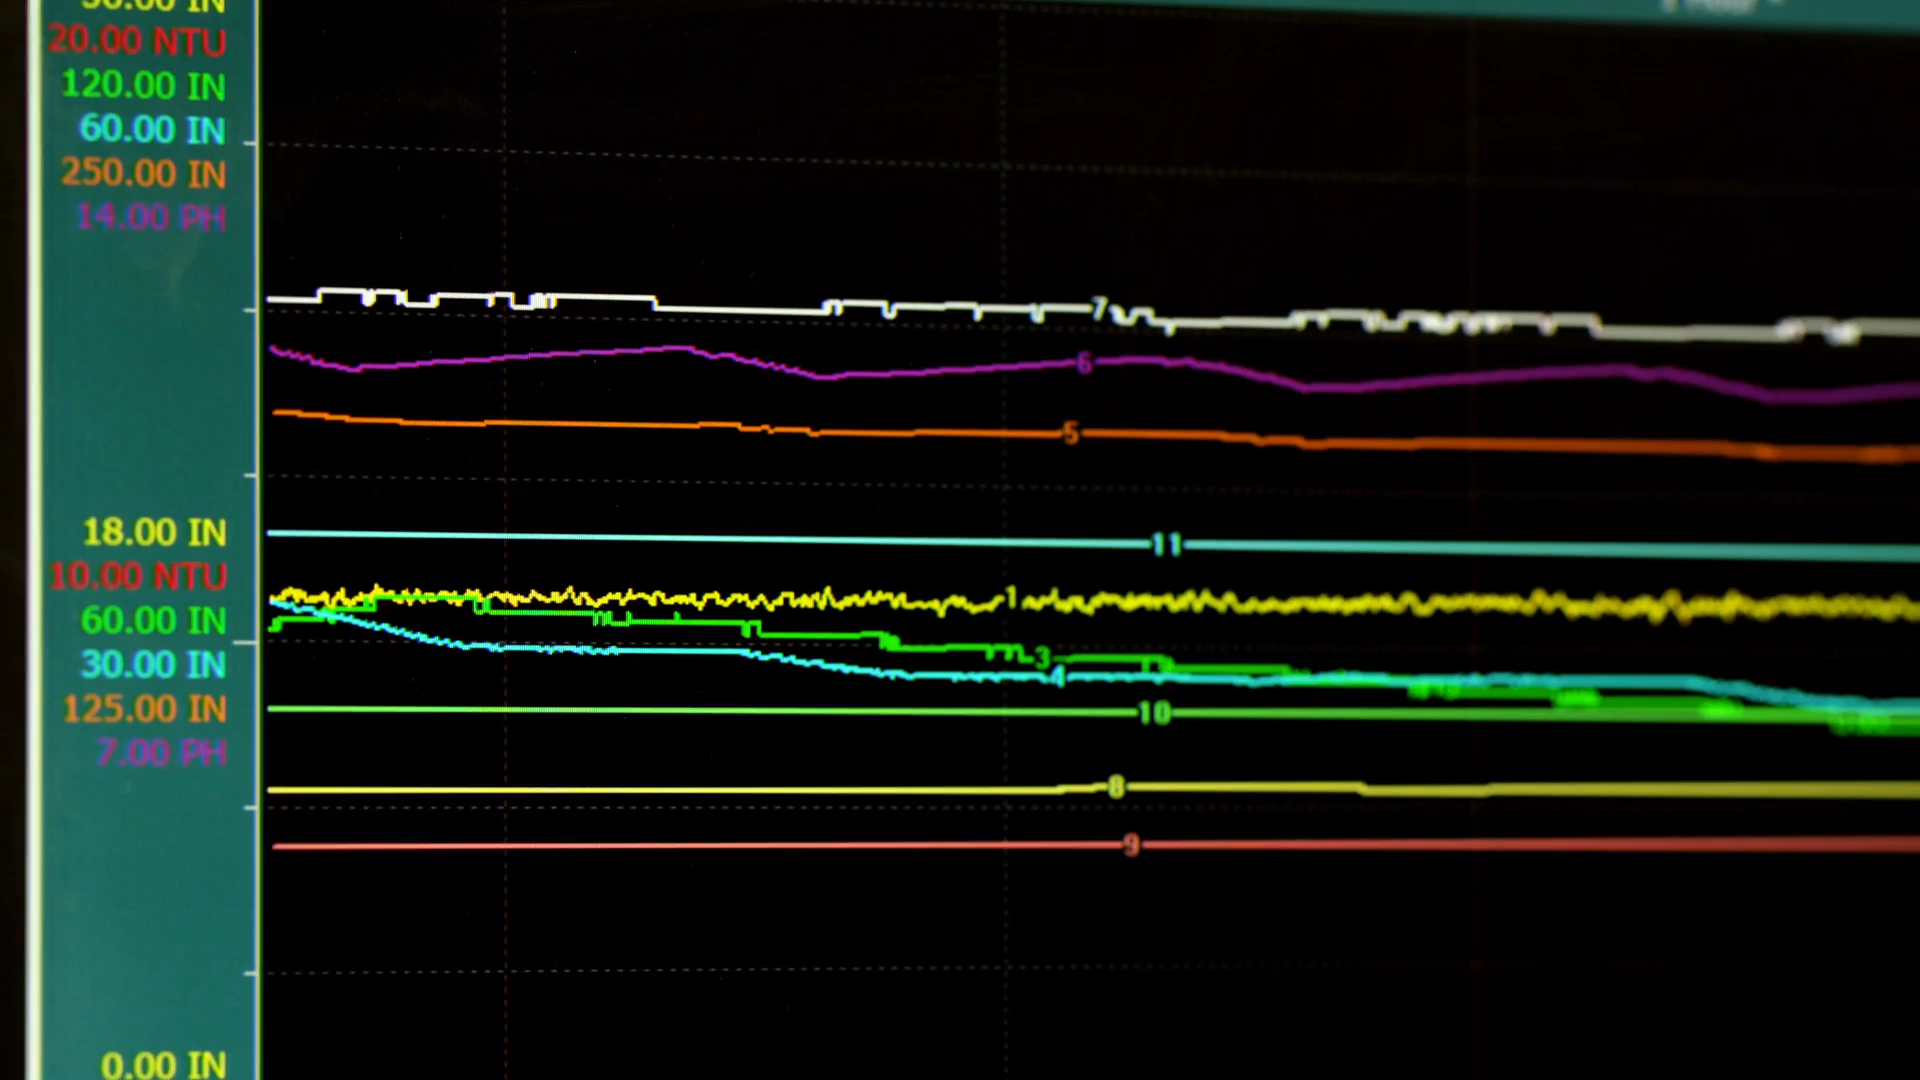 20.00 NTU
120.00 IN
60.00 IN
250.00 IN
14.00 PH
7
6
5
18.00 IN
11
10.00 NTU
1
60.00 IN
3
30.00 IN
4
125.00 IN
10
7.00 PH
8
9
0.00 IN